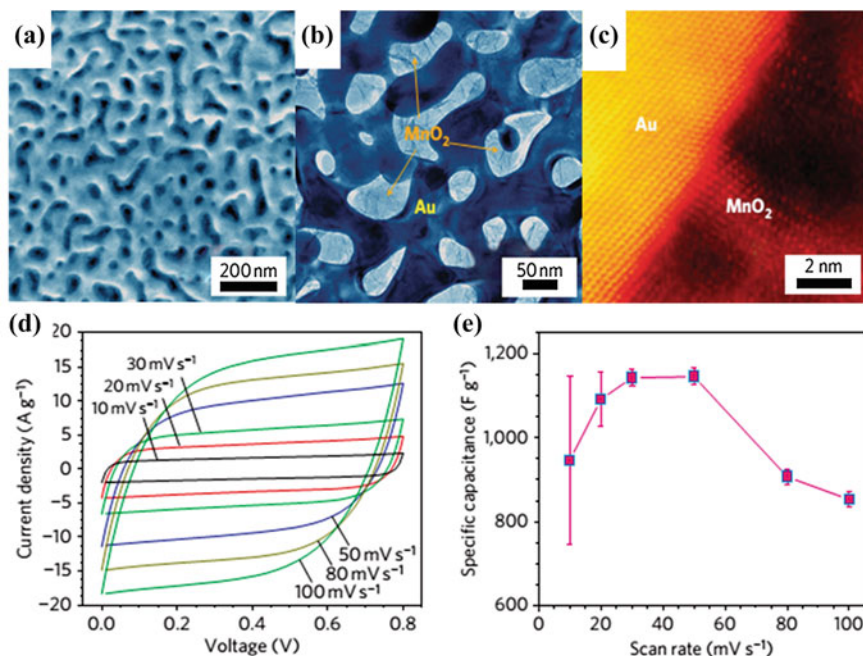 (a)
200 nm
(b)
MnO₂
Au
50 nm
(c)
Au
MnO₂
2 nm
(d)
20
15
10
5
0
−5
−10
−15
−20
Current density (A g⁻¹)
30 mV s⁻¹
20 mV s⁻¹
10 mV s⁻¹
50 mV s⁻¹
80 mV s⁻¹
100 mV s⁻¹
0.0 0.2 0.4 0.6 0.8
Voltage (V)
(e)
1,200
1,000
800
600
Specific capacitance (F g⁻¹)
0 20 40 60 80 100
Scan rate (mV s⁻¹)